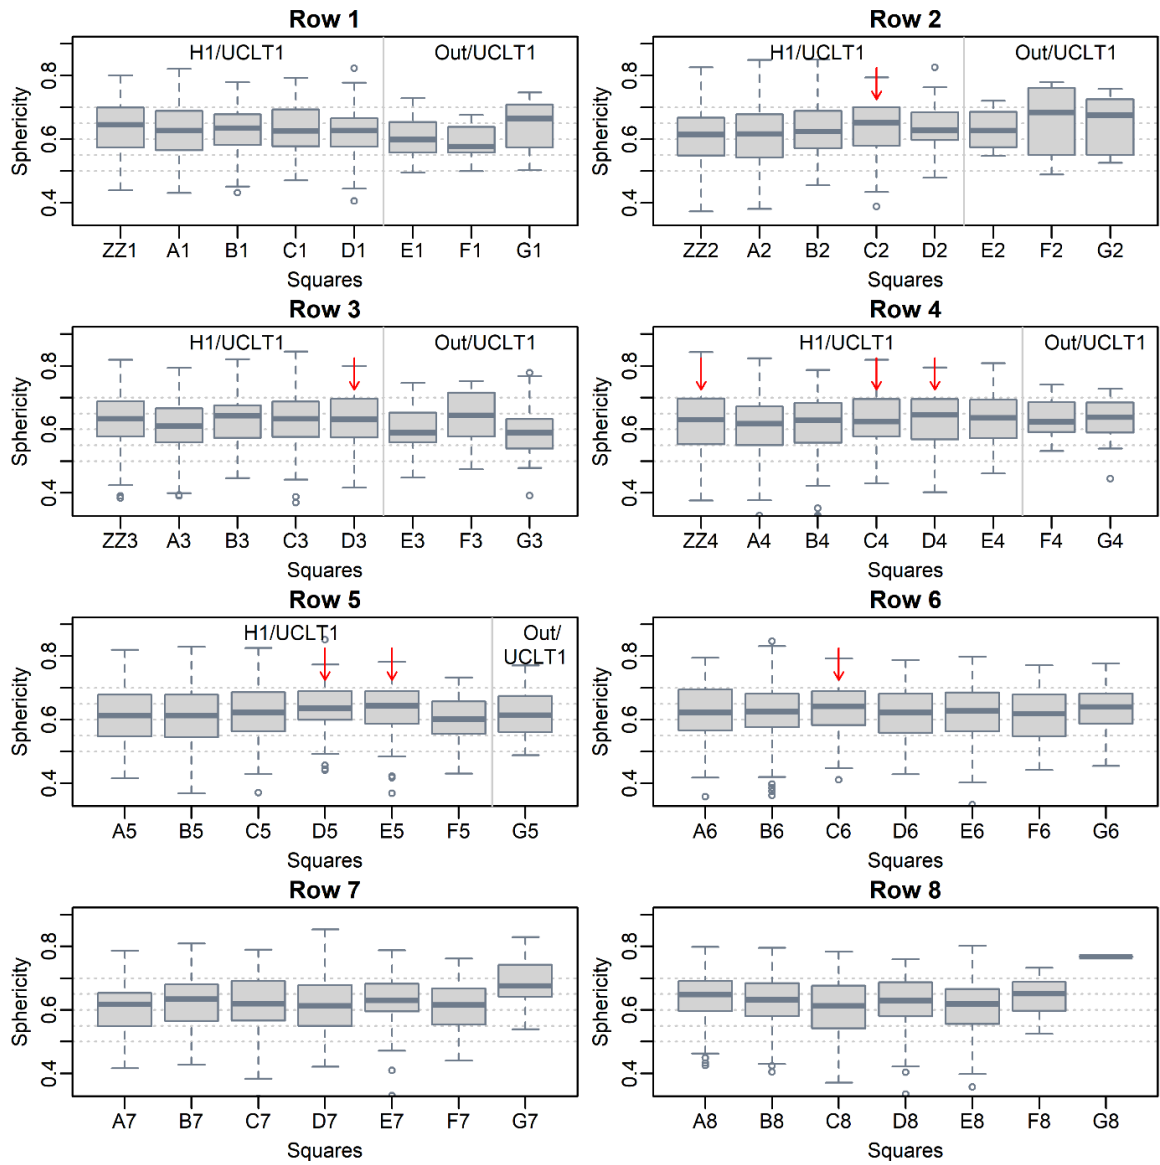 Row 1
H1/UCLT1 Out/UCLT1
Sphericity
0.4 0.6 0.8
ZZ1 A1 B1 C1 D1 E1 F1 G1
Squares
Row 2
H1/UCLT1 Out/UCLT1
Sphericity
0.4 0.6 0.8
ZZ2 A2 B2 C2 D2 E2 F2 G2
Squares
Row 3
H1/UCLT1 Out/UCLT1
Sphericity
0.4 0.6 0.8
ZZ3 A3 B3 C3 D3 E3 F3 G3
Squares
Row 4
H1/UCLT1 Out/UCLT1
Sphericity
0.4 0.6 0.8
ZZ4 A4 B4 C4 D4 E4 F4 G4
Squares
Row 5
H1/UCLT1 Out/
UCLT1
Sphericity
0.4 0.6 0.8
A5 B5 C5 D5 E5 F5 G5
Squares
Row 6
Sphericity
0.4 0.6 0.8
A6 B6 C6 D6 E6 F6 G6
Squares
Row 7
Sphericity
0.4 0.6 0.8
A7 B7 C7 D7 E7 F7 G7
Squares
Row 8
Sphericity
0.4 0.6 0.8
A8 B8 C8 D8 E8 F8 G8
Squares